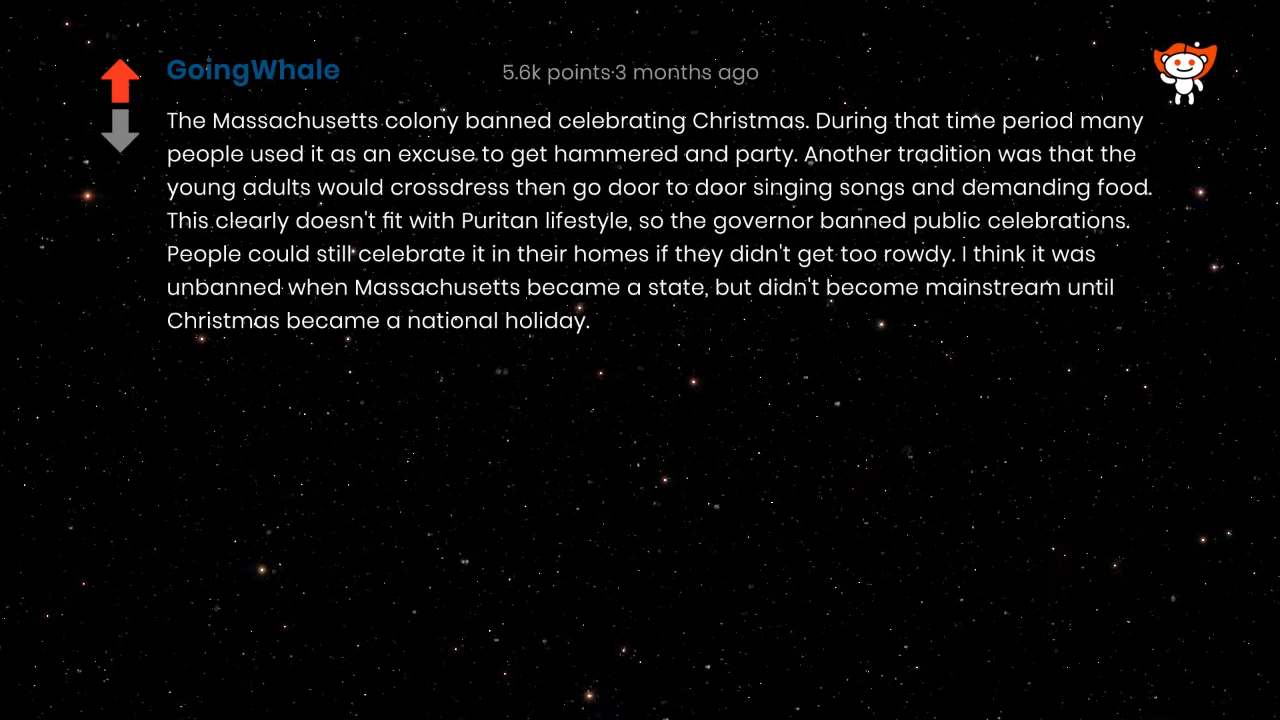 GoingWhale
5.6k points·3 months ago
The Massachusetts colony banned celebrating Christmas. During that time period many
people used it as an excuse to get hammered and party. Another tradition was that the
young adults would crossdress then go door to door singing songs and demanding food.
This clearly doesn't fit with Puritan lifestyle, so the governor banned public celebrations.
People could still celebrate it in their homes if they didn't get too rowdy. I think it was
unbanned when Massachusetts became a state, but didn't become mainstream until
Christmas became a national holiday.